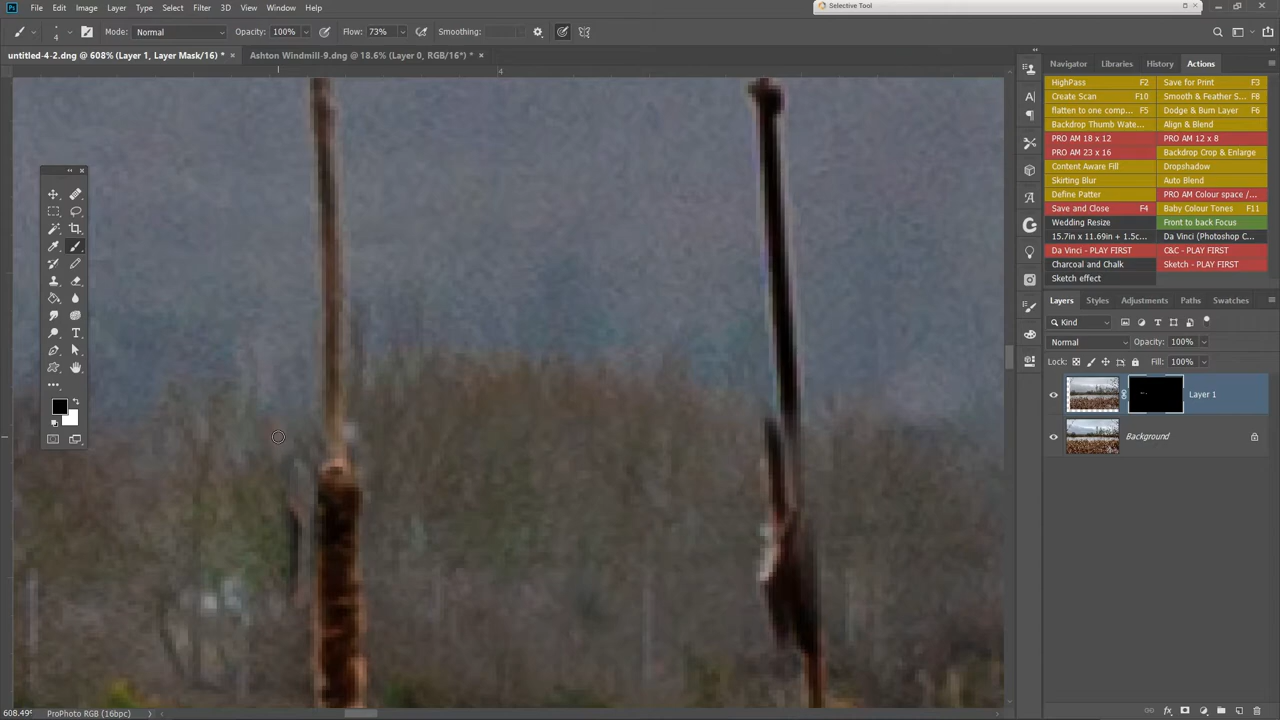 Selective Tool
File Edit Image Layer Type Select Filter 3D View Window Help
4 Mode: Normal Opacity: 100% Flow: 73% Smoothing:
untitled-4-2.dng @ 608% (Layer 1, Layer Mask/16) * × Ashton Windmill-9.dng @ 18.6% (Layer 0, RGB/16*) * ×
4
Navigator Libraries History Actions
HighPass F2 Save for Print F3
Create Scan F10 Smooth & Feather S... F8
flatten to one comp... F5 Dodge & Burn Layer F6
Backdrop Thumb Wate... Align & Blend
PRO AM 18 x 12 PRO AM 12 x 8
PRO AM 23 x 16 Backdrop Crop & Enlarge
Content Aware Fill Dropshadow
Skirting Blur Auto Blend
Define Patter PRO AM Colour space /...
Save and Close F4 Baby Colour Tones F11
Wedding Resize Front to back Focus
15.7in x 11.69in + 1.5c... Da Vinci (Photoshop C...
Da Vinci - PLAY FIRST C&C - PLAY FIRST
Charcoal and Chalk Sketch - PLAY FIRST
Sketch effect
Layers Styles Adjustments Paths Swatches
Kind
Normal Opacity: 100%
Lock: Fill: 100%
Layer 1
Background
608.49% ProPhoto RGB (16bpc)